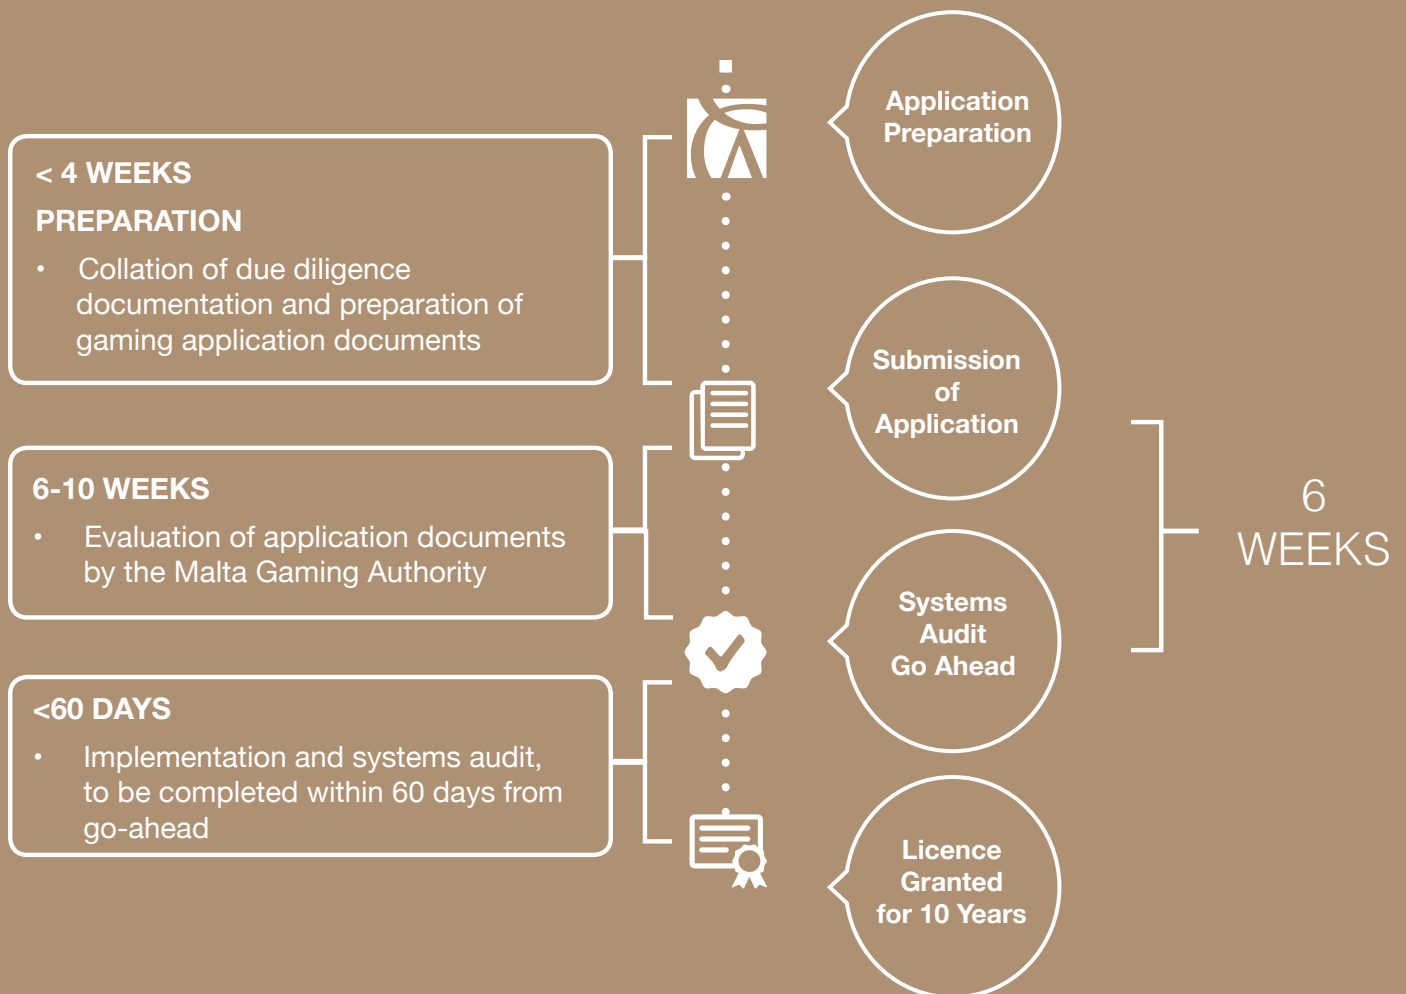 Application
Preparation
< 4 WEEKS
PREPARATION
• Collation of due diligence
documentation and preparation of
gaming application documents
Submission
of
Application
6-10 WEEKS
• Evaluation of application documents
by the Malta Gaming Authority
6
WEEKS
Systems
Audit
Go Ahead
<60 DAYS
• Implementation and systems audit,
to be completed within 60 days from
go-ahead
Licence
Granted
for 10 Years